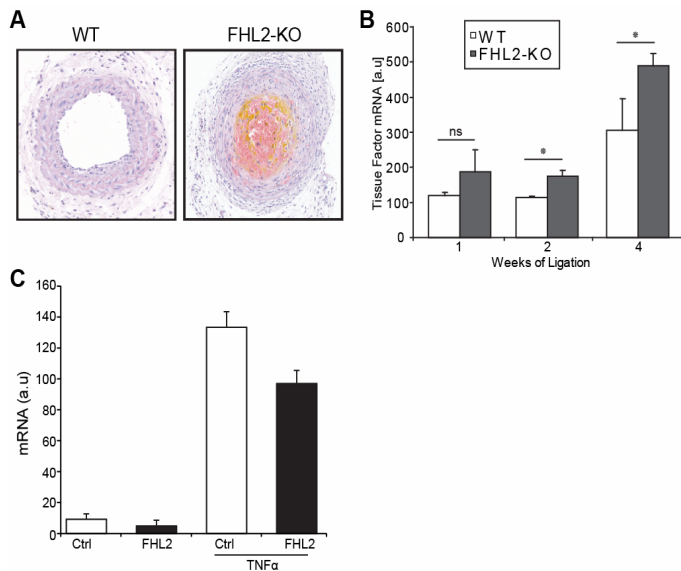 A
WT
FHL2-KO
B
Tissue Factor mRNA [a.u]
600
500
400
300
200
100
0
WT
FHL2-KO
ns
*
*
1
2
4
Weeks of Ligation
C
mRNA (a.u)
160
140
120
100
80
60
40
20
0
Ctrl
FHL2
Ctrl
FHL2
TNFα